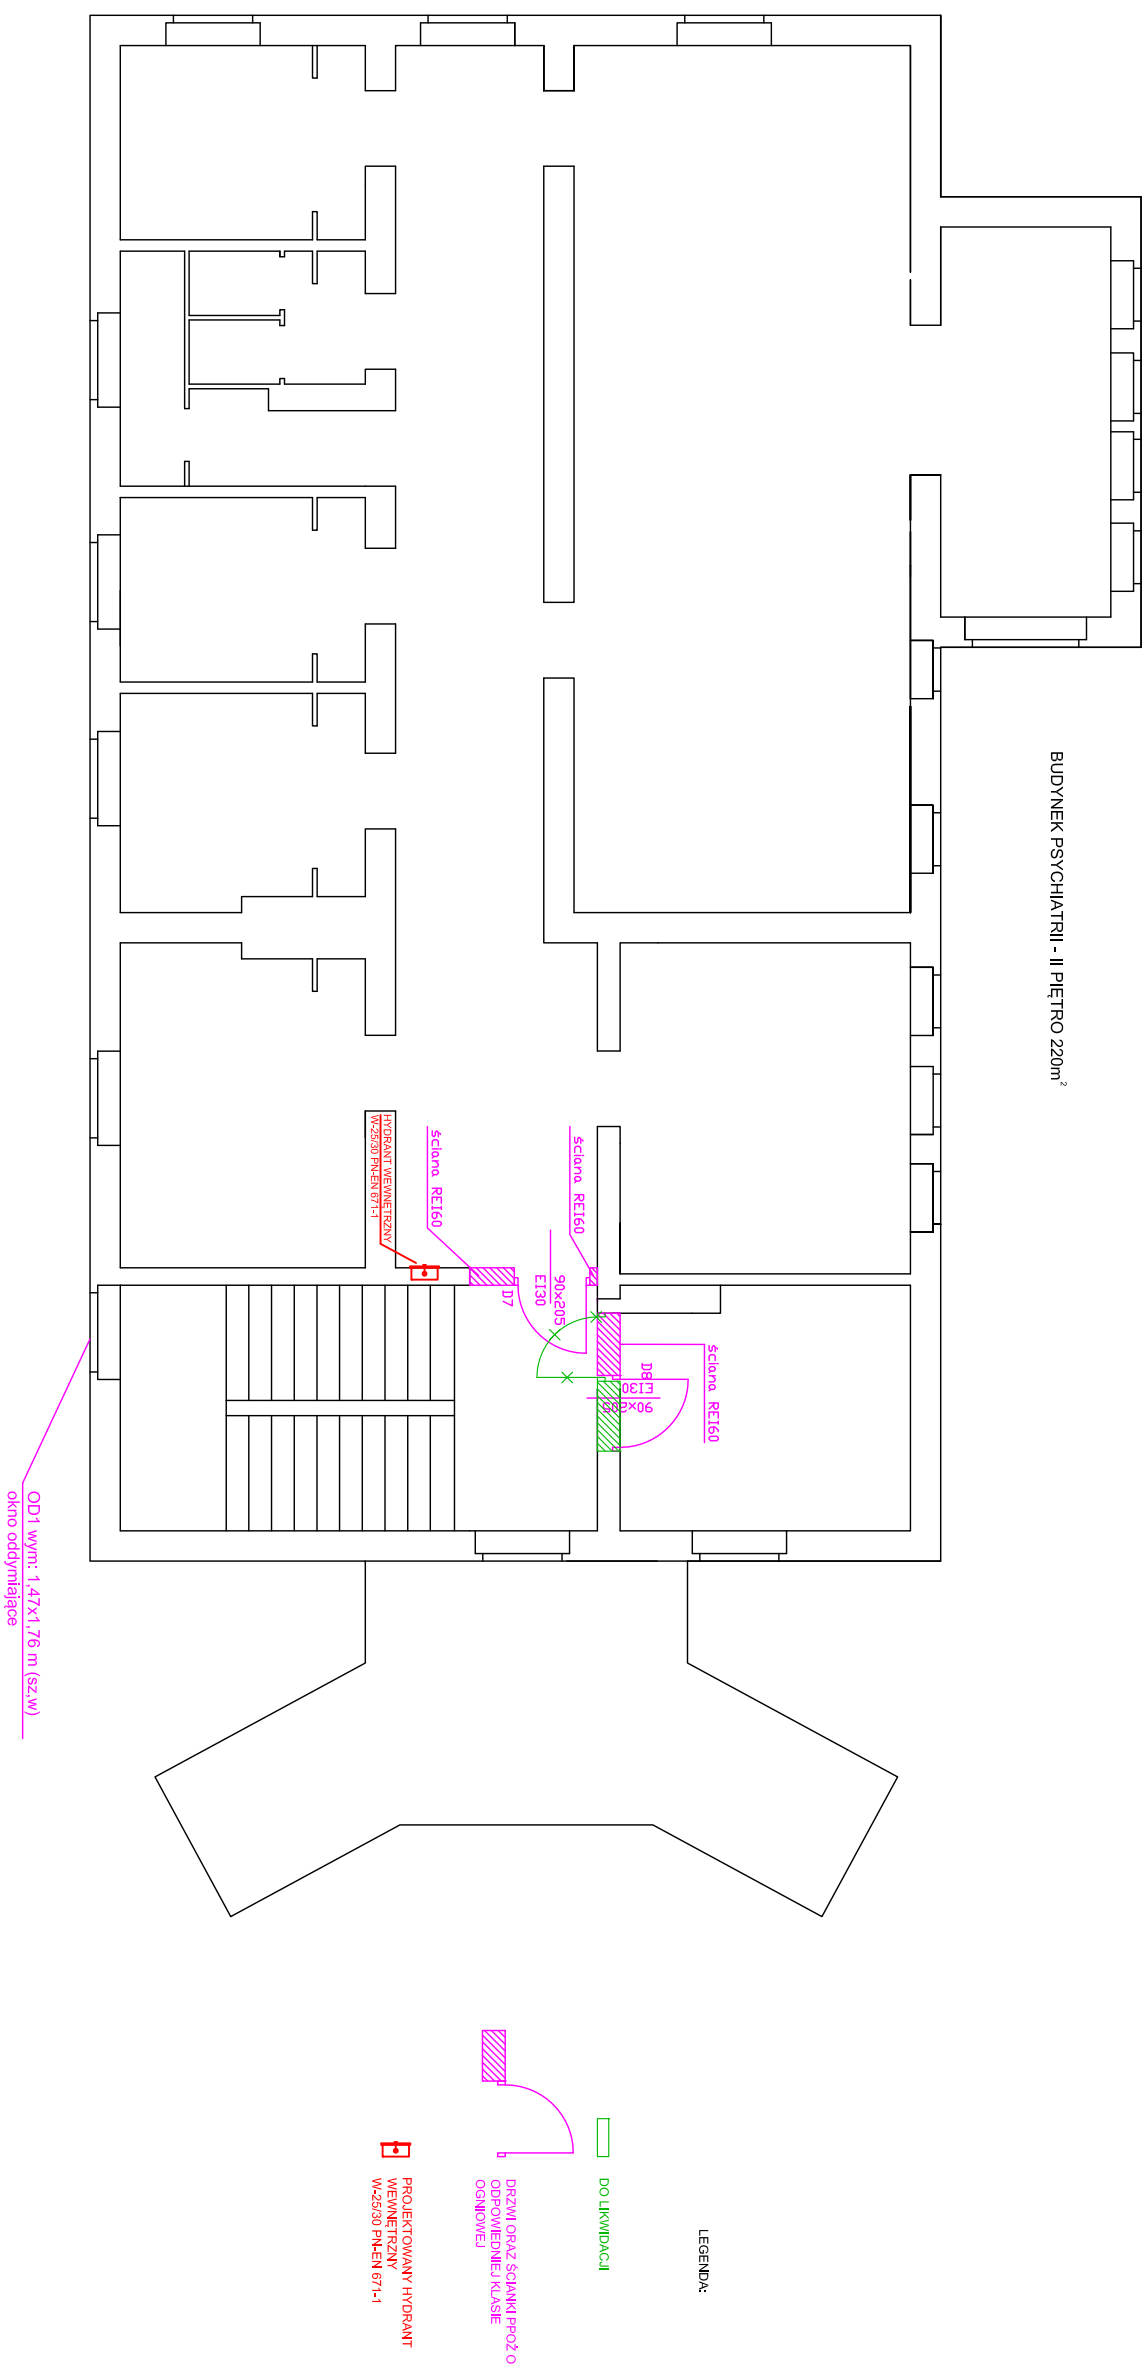 BUDYNEK PSYCHIATRII - II PIĘTRO 220m²
ściana REI60
ściana REI60
ściana REI60
HYDRANT WEWNĘTRZNY
W-25/30 PN-EN 671-1
90x205
EI30
D7
D8
EI30
90x205
OD1 wym: 1,47x1,76 m (sz,w)
okno oddymiające
LEGENDA:
DO LIKWIDACJI
DRZWI ORAZ ŚCIANKI PPOŻ O
ODPOWIEDNIEJ KLASIE
OGNIOWEJ
PROJEKTOWANY HYDRANT
WEWNĘTRZNY
W-25/30 PN-EN 671-1